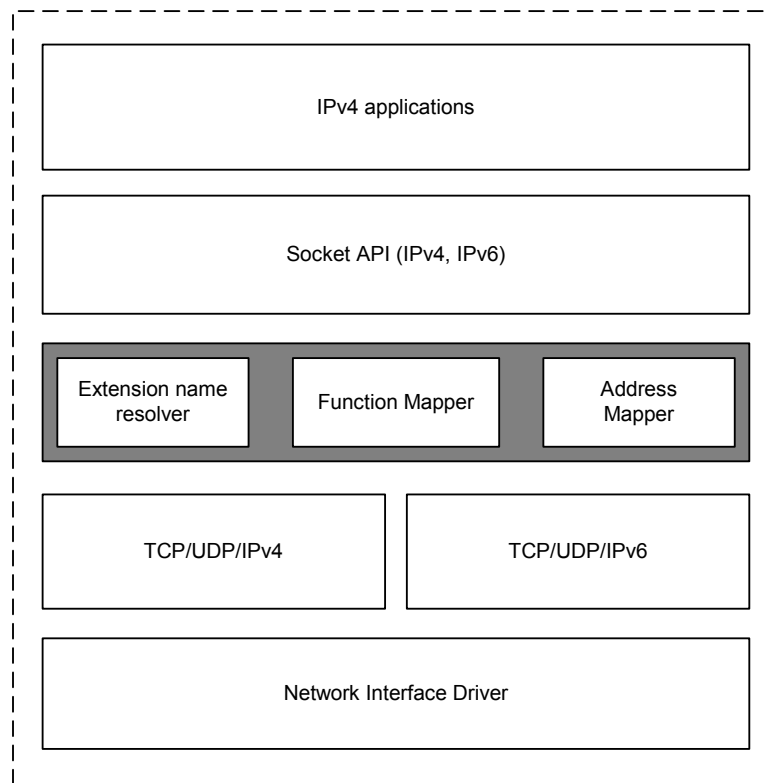 IPv4 applications
Socket API (IPv4, IPv6)
Extension name
resolver
Function Mapper
Address
Mapper
TCP/UDP/IPv4
TCP/UDP/IPv6
Network Interface Driver